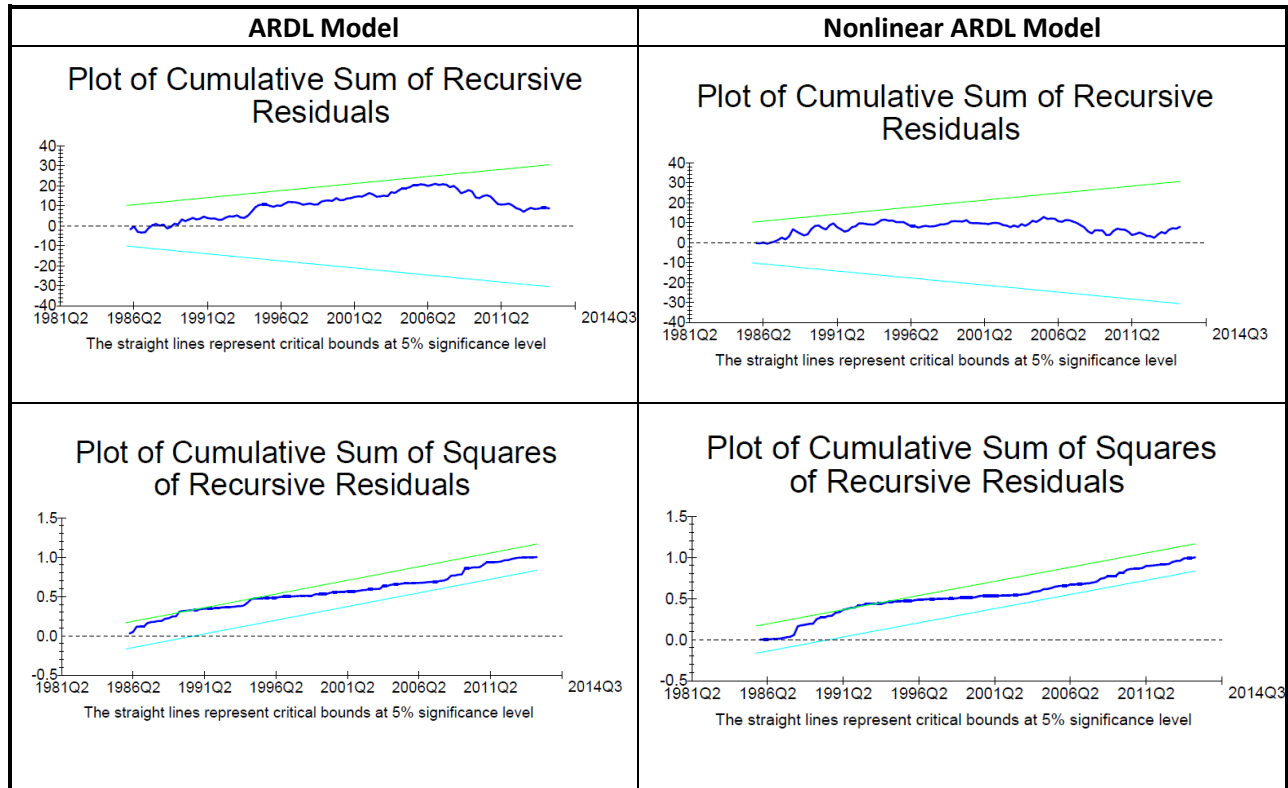 ARDL Model
Nonlinear ARDL Model
Plot of Cumulative Sum of Recursive
Residuals
40
30
20
10
0
-10
-20
-30
-40
1981Q2 1986Q2 1991Q2 1996Q2 2001Q2 2006Q2 2011Q2 2014Q3
The straight lines represent critical bounds at 5% significance level
Plot of Cumulative Sum of Recursive
Residuals
40
30
20
10
0
-10
-20
-30
-40
1981Q2 1986Q2 1991Q2 1996Q2 2001Q2 2006Q2 2011Q2 2014Q3
The straight lines represent critical bounds at 5% significance level
Plot of Cumulative Sum of Squares
of Recursive Residuals
1.5
1.0
0.5
0.0
-0.5
1981Q2 1986Q2 1991Q2 1996Q2 2001Q2 2006Q2 2011Q2 2014Q3
The straight lines represent critical bounds at 5% significance level
Plot of Cumulative Sum of Squares
of Recursive Residuals
1.5
1.0
0.5
0.0
-0.5
1981Q2 1986Q2 1991Q2 1996Q2 2001Q2 2006Q2 2011Q2 2014Q3
The straight lines represent critical bounds at 5% significance level